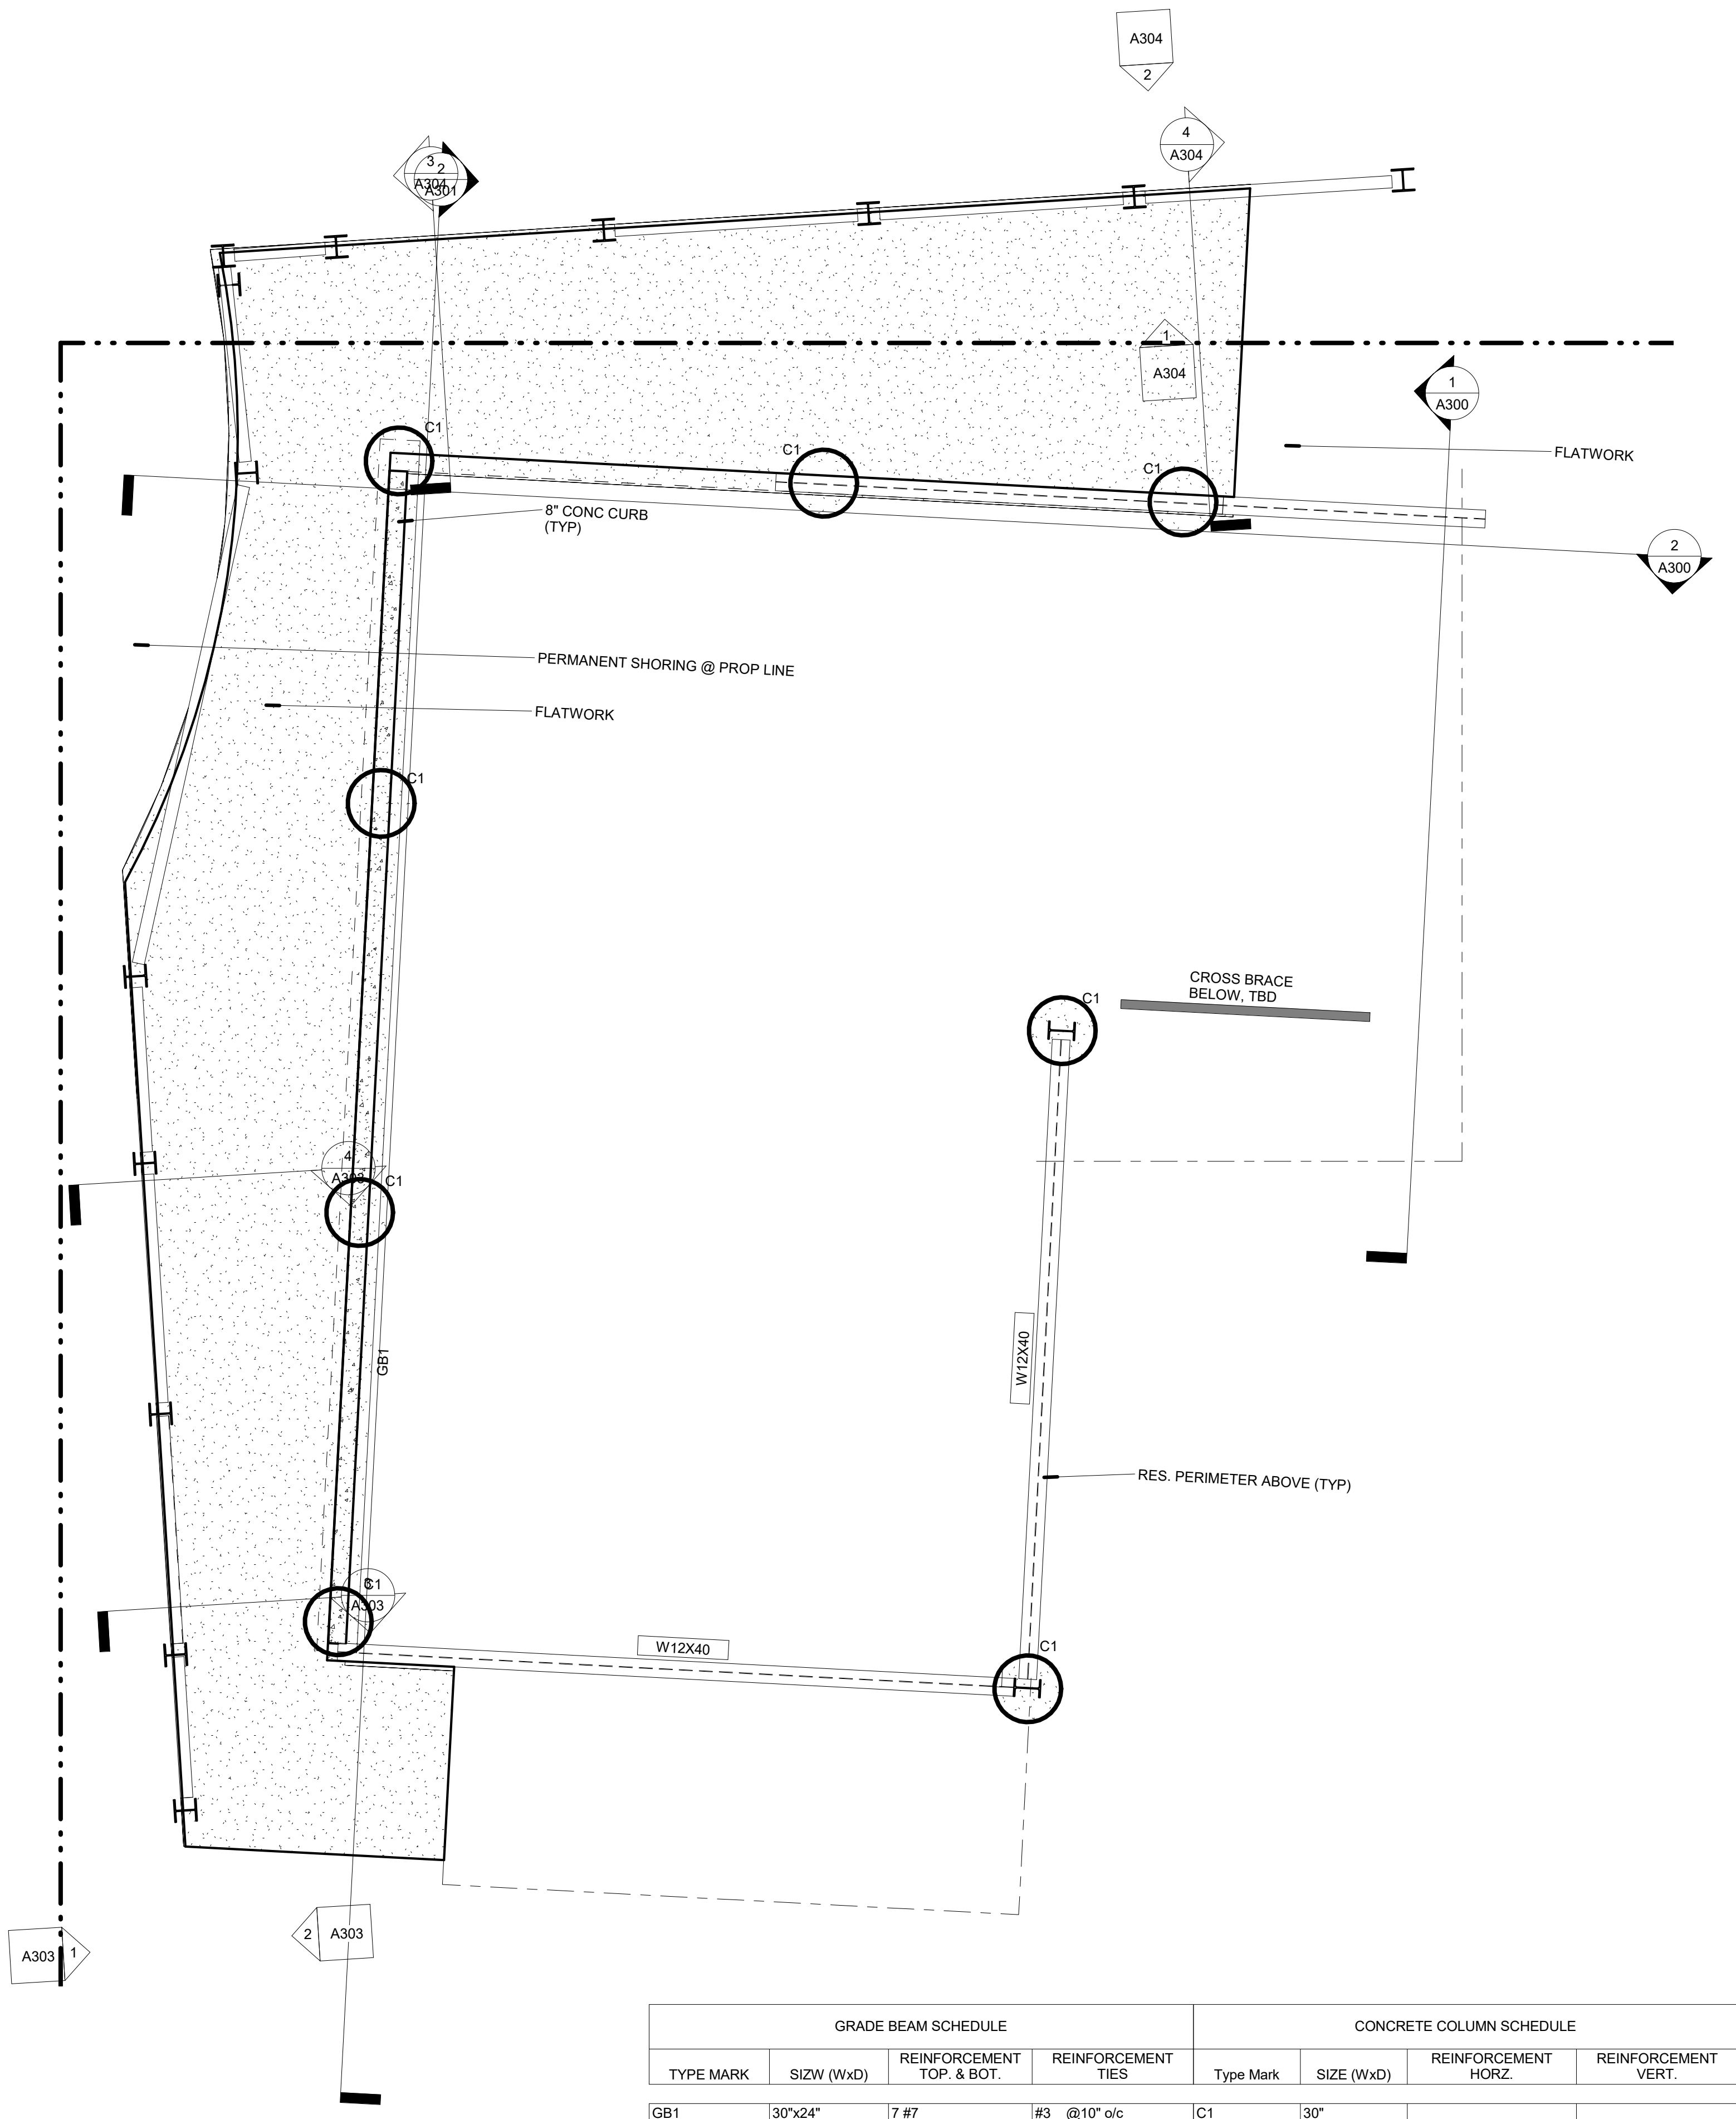 A304
2
4
A304
3
A304
2
A301
1
A304
1
A300
FLATWORK
C1
C1
C1
8" CONC CURB
(TYP)
2
A300
PERMANENT SHORING @ PROP LINE
FLATWORK
C1
CROSS BRACE
BELOW, TBD
C1
4
A303
C1
W12X40
GB1
RES. PERIMETER ABOVE (TYP)
3
C1
A303
W12X40
C1
2
A303
A303
1
GRADE BEAM SCHEDULE
CONCRETE COLUMN SCHEDULE
TYPE MARK
SIZW (WxD)
REINFORCEMENT
TOP. & BOT.
REINFORCEMENT
TIES
Type Mark
SIZE (WxD)
REINFORCEMENT
HORZ.
REINFORCEMENT
VERT.
GB1
30"x24"
7 #7
#3 @10" o/c
C1
30"